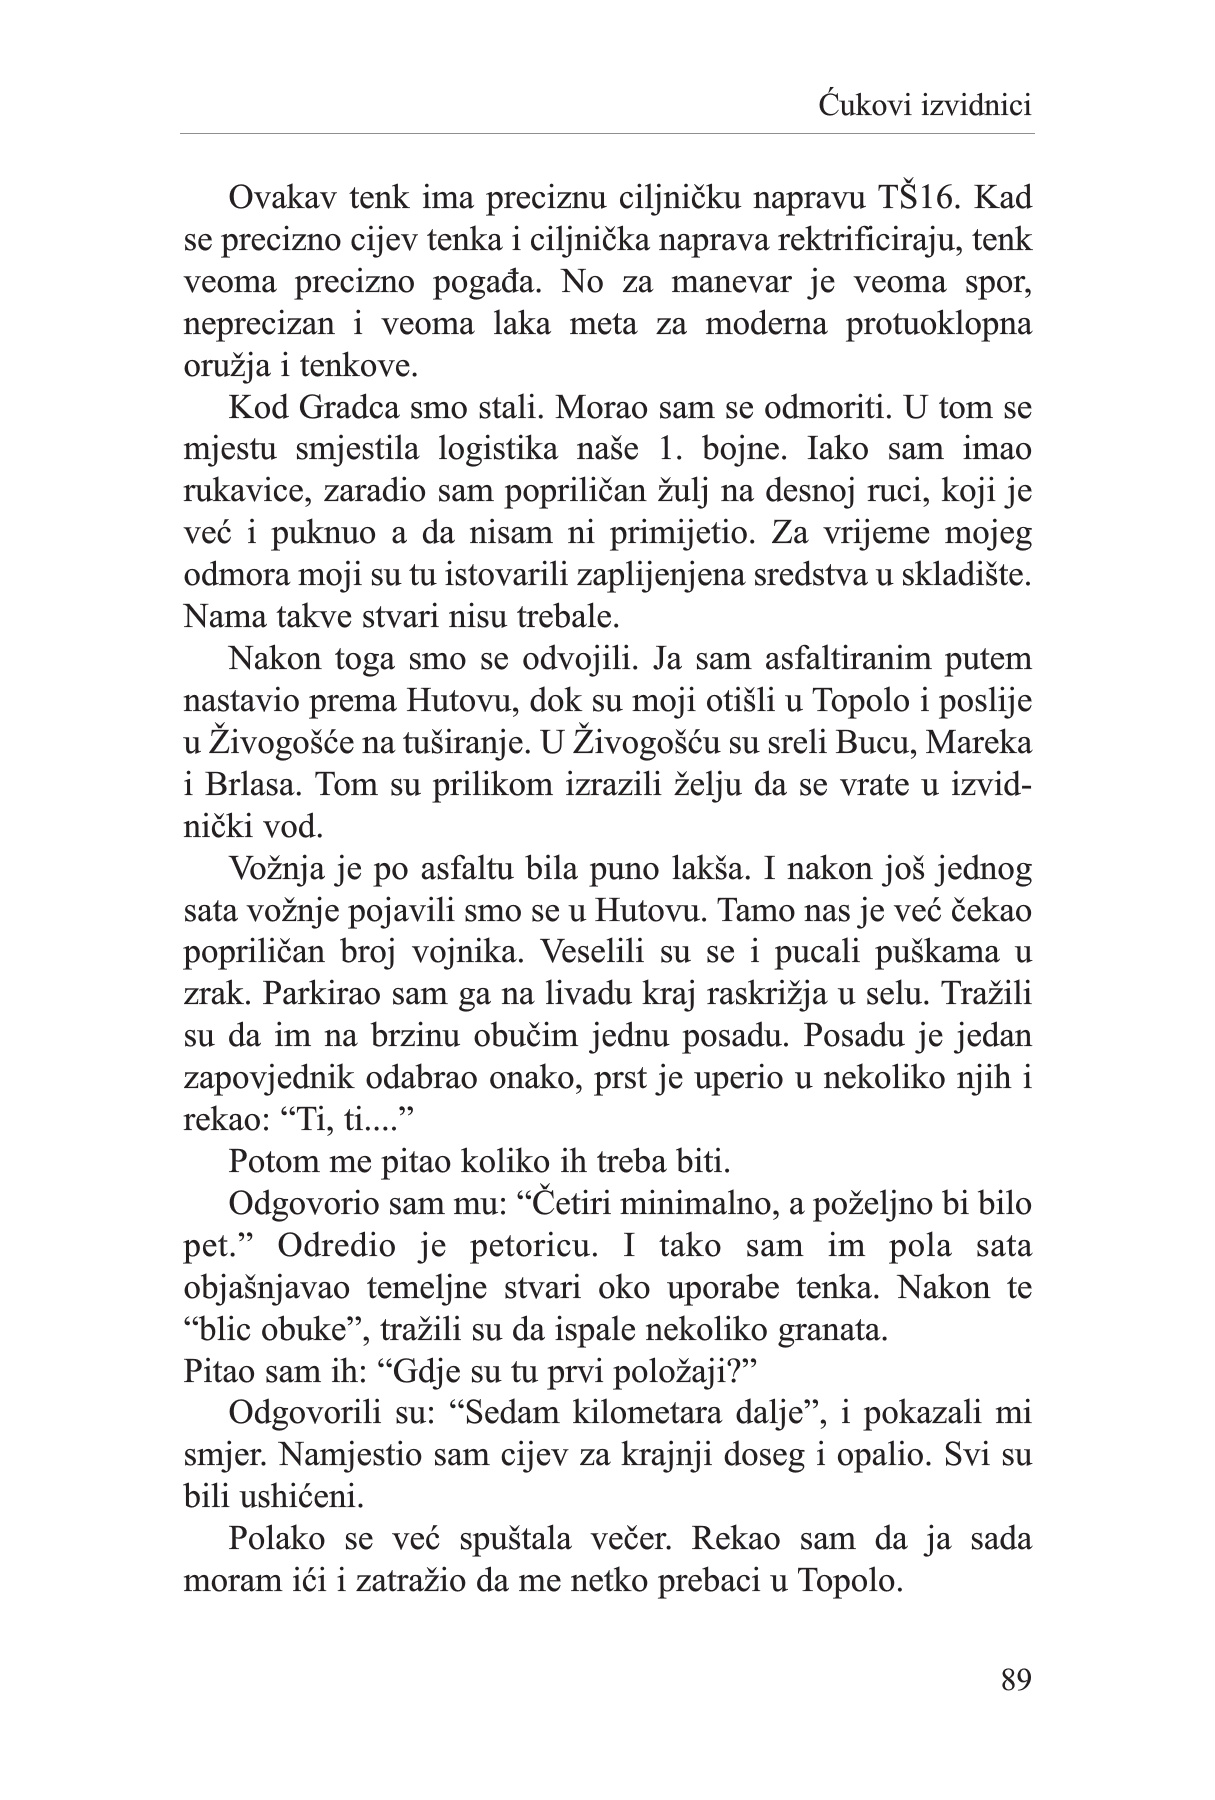 Ćukovi izvidnici
Ovakav tenk ima preciznu ciljničku napravu TŠ16. Kad
se precizno cijev tenka i ciljnička naprava rektrificiraju, tenk
veoma precizno pogađa. No za manevar je veoma spor,
neprecizan i veoma laka meta za moderna protuoklopna
oružja i tenkove.
Kod Gradca smo stali. Morao sam se odmoriti. U tom se
mjestu smjestila logistika naše 1. bojne. Iako sam imao
rukavice, zaradio sam popriličan žulj na desnoj ruci, koji je
već i puknuo a da nisam ni primijetio. Za vrijeme mojeg
odmora moji su tu istovarili zaplijenjena sredstva u skladište.
Nama takve stvari nisu trebale.
Nakon toga smo se odvojili. Ja sam asfaltiranim putem
nastavio prema Hutovu, dok su moji otišli u Topolo i poslije
u Živogošće na tuširanje. U Živogošću su sreli Bucu, Mareka
i Brlasa. Tom su prilikom izrazili želju da se vrate u izvid-
nički vod.
Vožnja je po asfaltu bila puno lakša. I nakon još jednog
sata vožnje pojavili smo se u Hutovu. Tamo nas je već čekao
popriličan broj vojnika. Veselili su se i pucali puškama u
zrak. Parkirao sam ga na livadu kraj raskrižja u selu. Tražili
su da im na brzinu obučim jednu posadu. Posadu je jedan
zapovjednik odabrao onako, prst je uperio u nekoliko njih i
rekao: “Ti, ti....”
Potom me pitao koliko ih treba biti.
Odgovorio sam mu: “Četiri minimalno, a poželjno bi bilo
pet.” Odredio je petoricu. I tako sam im pola sata
objašnjavao temeljne stvari oko uporabe tenka. Nakon te
“blic obuke”, tražili su da ispale nekoliko granata.
Pitao sam ih: “Gdje su tu prvi položaji?”
Odgovorili su: “Sedam kilometara dalje”, i pokazali mi
smjer. Namjestio sam cijev za krajnji doseg i opalio. Svi su
bili ushićeni.
Polako se već spuštala večer. Rekao sam da ja sada
moram ići i zatražio da me netko prebaci u Topolo.
89